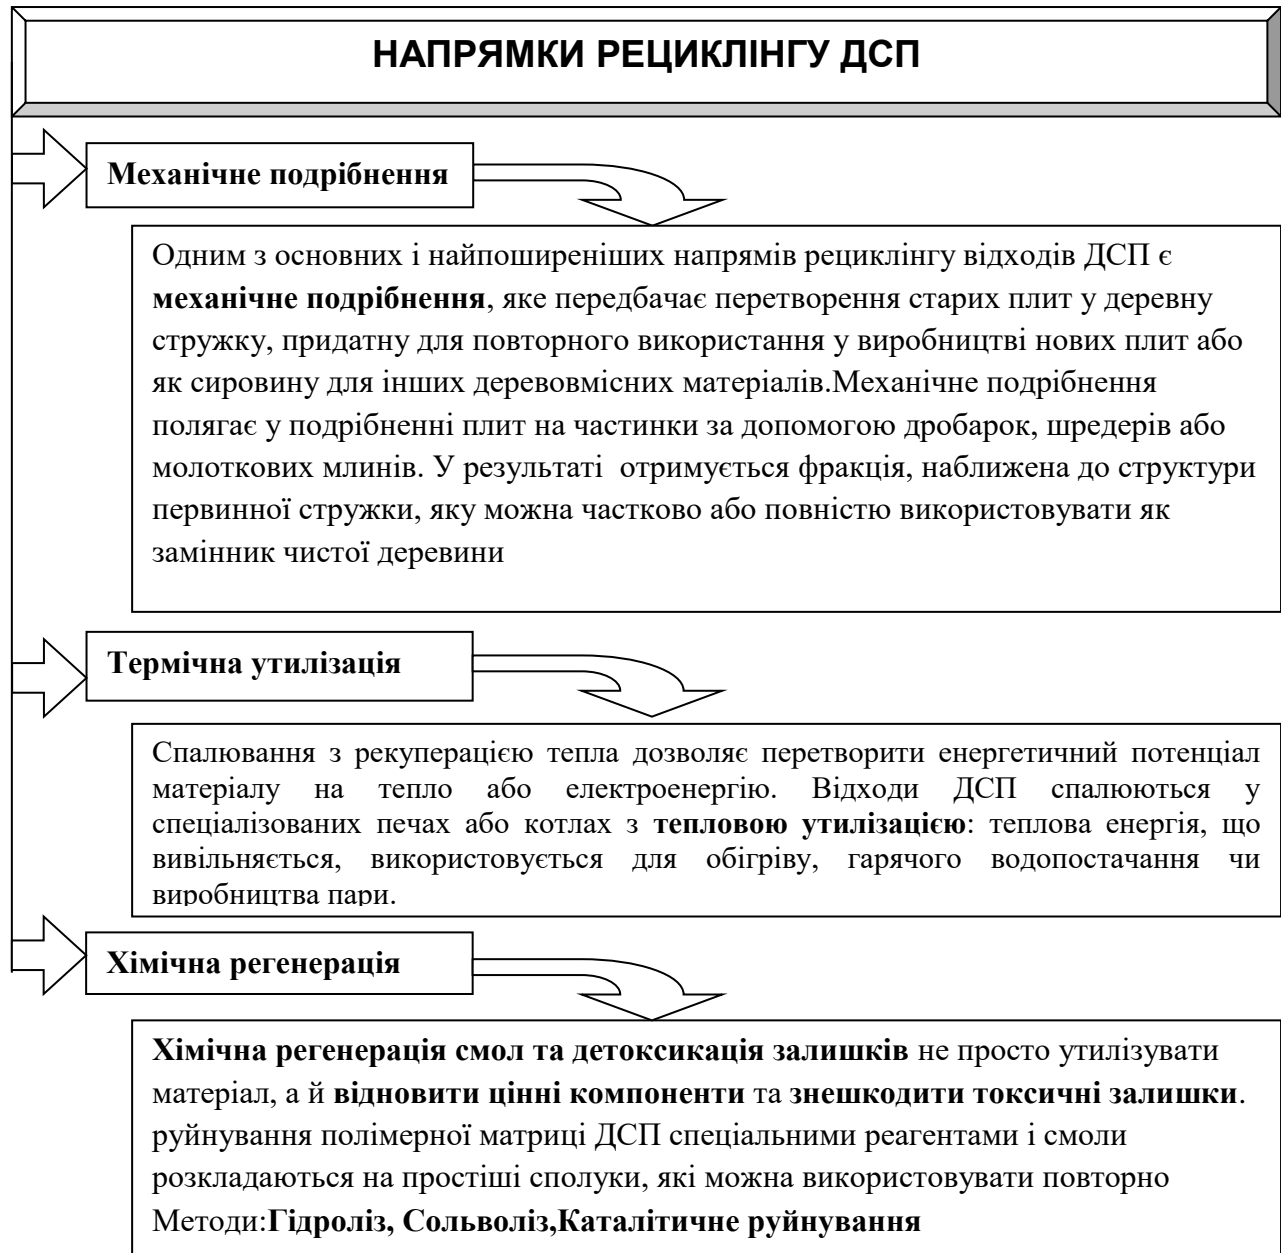 НАПРЯМКИ РЕЦИКЛІНГУ ДСП
Механічне подрібнення
Одним з основних і найпоширеніших напрямів рециклінгу відходів ДСП є
механічне подрібнення, яке передбачає перетворення старих плит у деревну
стружку, придатну для повторного використання у виробництві нових плит або
як сировину для інших деревовмісних матеріалів.Механічне подрібнення
полягає у подрібненні плит на частинки за допомогою дробарок, шредерів або
молоткових млинів. У результаті  отримується фракція, наближена до структури
первинної стружки, яку можна частково або повністю використовувати як
замінник чистої деревини
Термічна утилізація
Спалювання з рекуперацією тепла дозволяє перетворити енергетичний потенціал
матеріалу на тепло або електроенергію. Відходи ДСП спалюються у
спеціалізованих печах або котлах з тепловою утилізацією: теплова енергія, що
вивільняється, використовується для обігріву, гарячого водопостачання чи
виробництва пари.
Хімічна регенерація
Хімічна регенерація смол та детоксикація залишків не просто утилізувати
матеріал, а й відновити цінні компоненти та знешкодити токсичні залишки.
руйнування полімерної матриці ДСП спеціальними реагентами і смоли
розкладаються на простіші сполуки, які можна використовувати повторно
Методи:Гідроліз, Сольволіз,Каталітичне руйнування